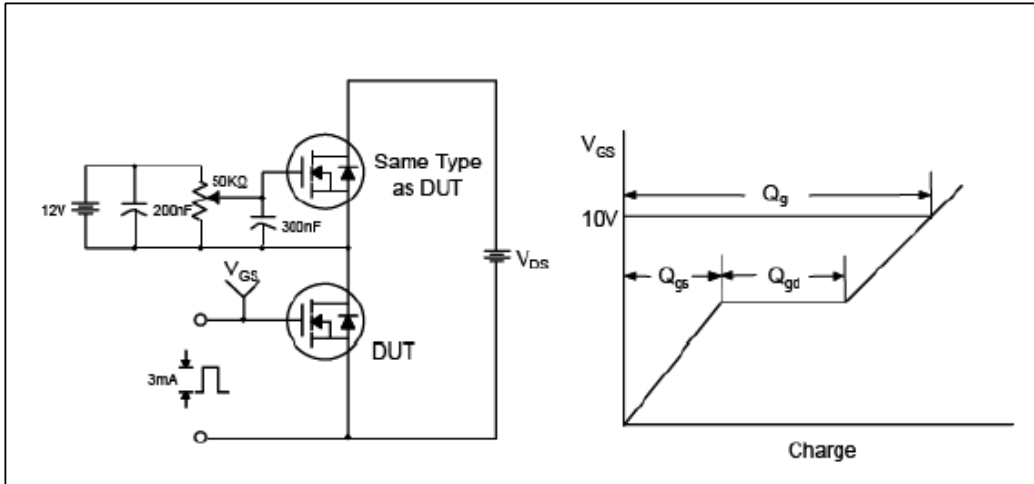 Same Type
as DUT
50KΩ
12V
200nF
300nF
V_GS
V_DS
DUT
3mA
V_GS
Q_g
10V
Q_gs
Q_gd
Charge